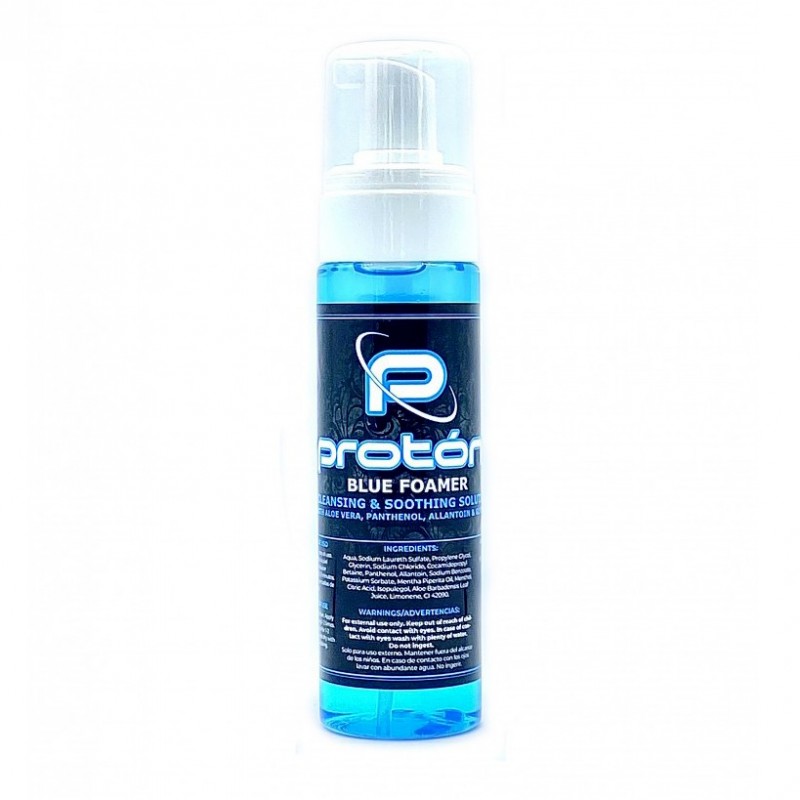 P
protón
BLUE FOAMER
CLEANSING & SOOTHING SOLUT
ALOE VERA, PANTHENOL, ALLANTOIN &
INGREDIENTS:
Aqua, Sodium Laureth Sulfate, Propylene Glycol,
Glycerin, Sodium Chloride, Cocamidopropyl
Betaine, Panthenol, Allantoin, Sodium Benzoate,
Potassium Sorbate, Mentha Piperita Oil, Menthol,
Citric Acid, Isopulegol, Aloe Barbadensis Leaf
Juice, Limonene, CI 42090.
WARNINGS/ADVERTENCIAS:
For external use only. Keep out of reach of chil-
dren. Avoid contact with eyes. In case of con-
tact with eyes wash with plenty of water.
Do not ingest.
Solo para uso externo. Mantener fuera del alcance
de los niños. En caso de contacto con los ojos
lavar con abundante agua. No ingerir.